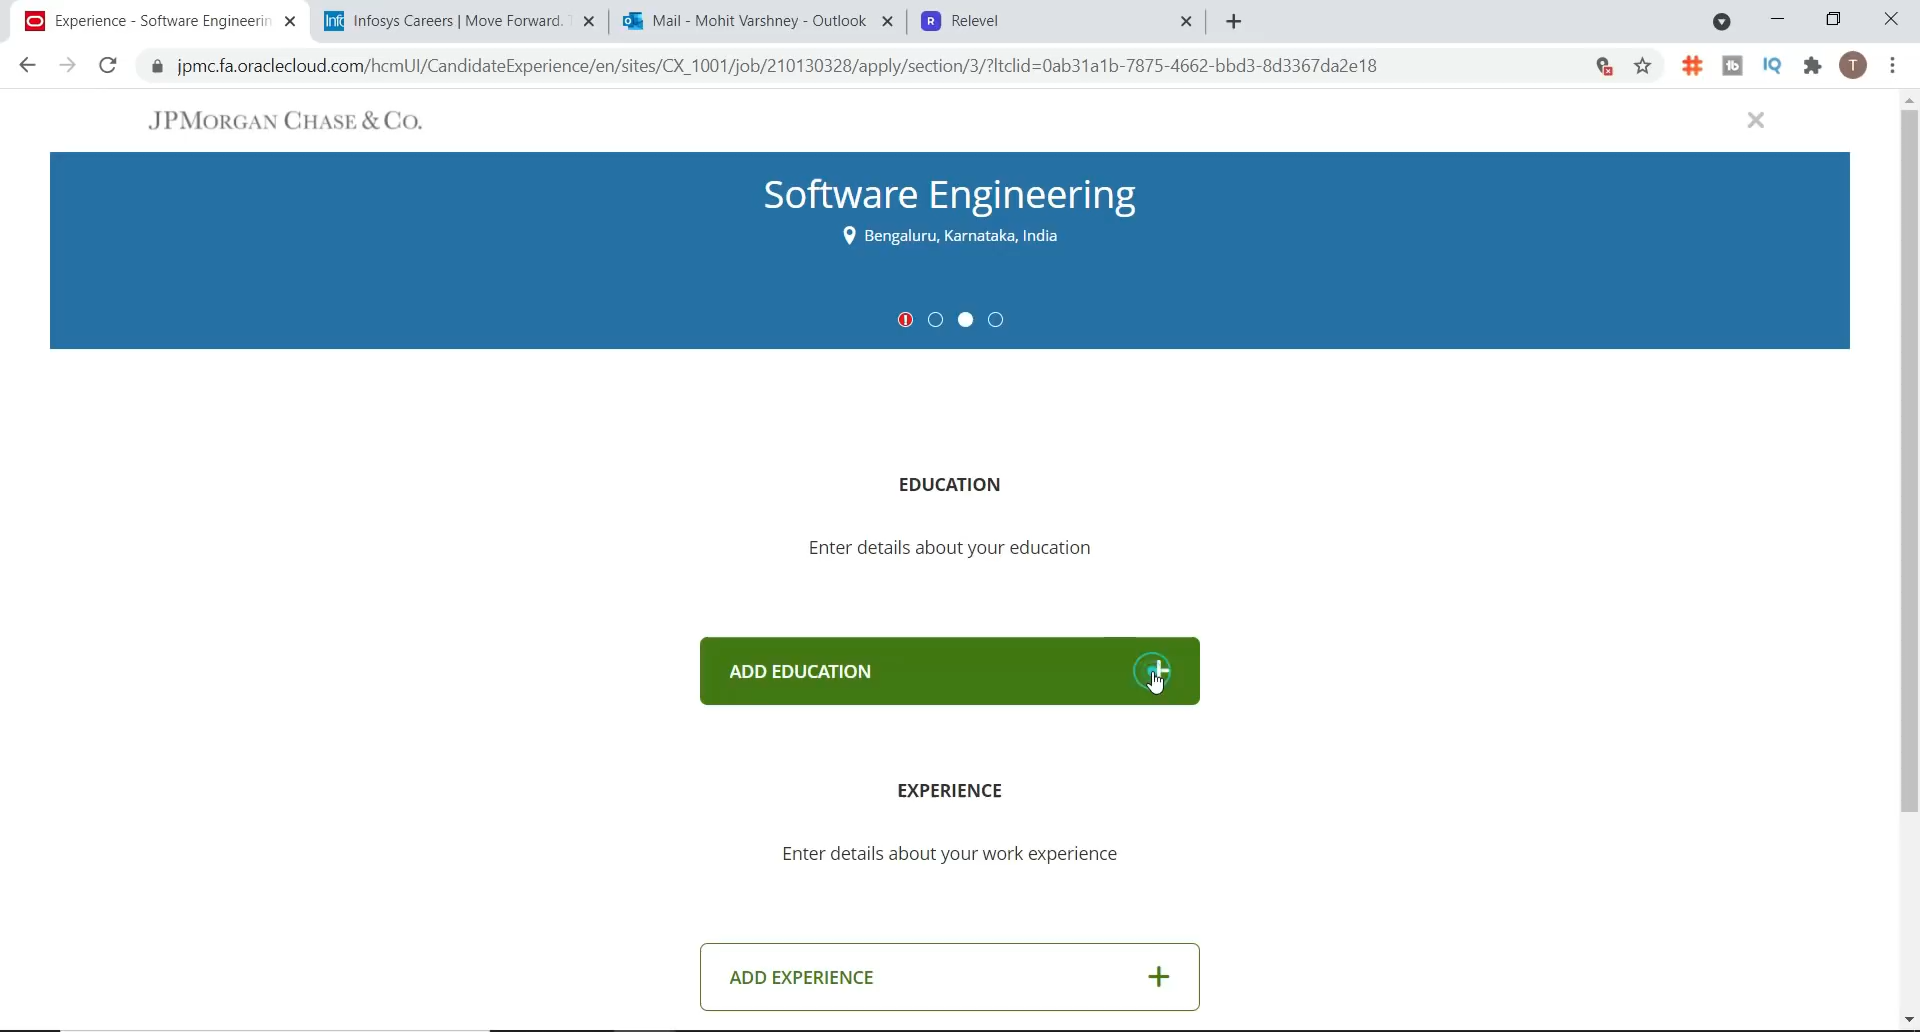 Experience - Software Engineerin
Infosys Careers | Move Forward.
Mail - Mohit Varshney - Outlook
R
Relevel
jpmc.fa.oraclecloud.com/hcmUI/CandidateExperience/en/sites/CX_1001/job/210130328/apply/section/3/?ltclid=0ab31a1b-7875-4662-bbd3-8d3367da2e18
tb
IQ
T
JPMORGAN CHASE & CO.
Software Engineering
Bengaluru, Karnataka, India
EDUCATION
Enter details about your education
ADD EDUCATION
EXPERIENCE
Enter details about your work experience
ADD EXPERIENCE